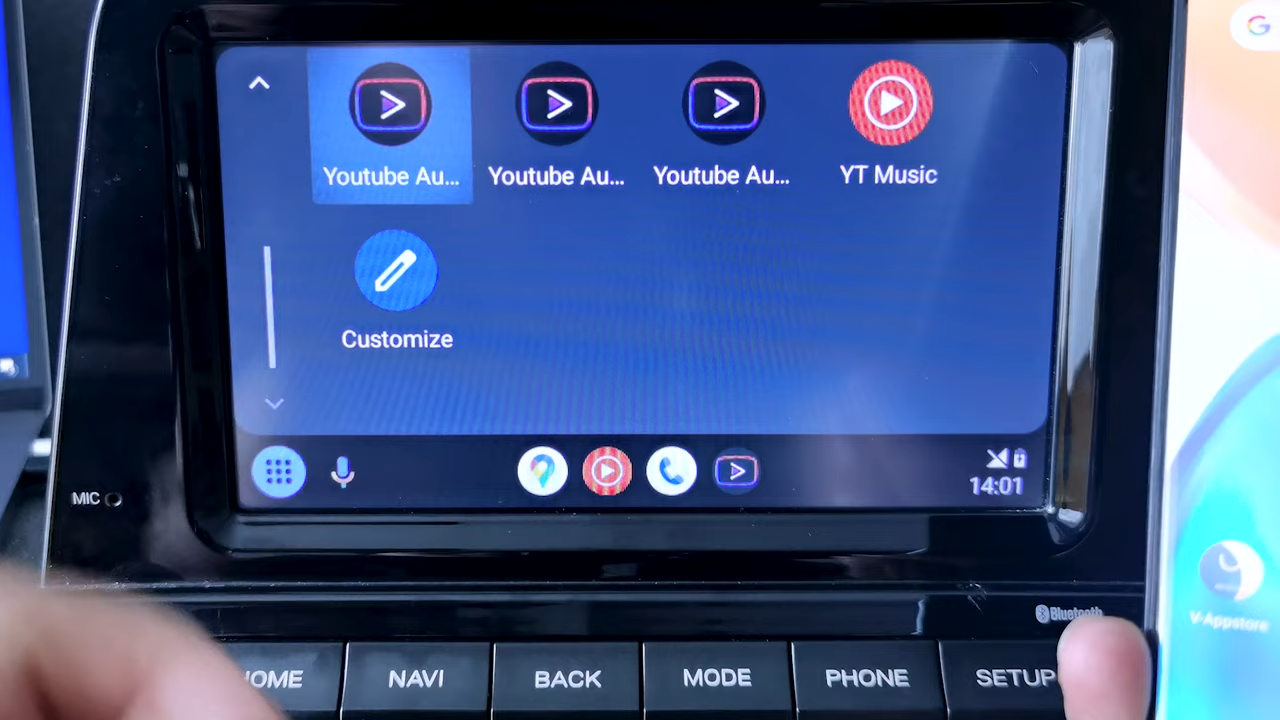 Youtube Au... Youtube Au... Youtube Au... YT Music
Customize
14:01
MIC
Bluetooth
HOME NAVI BACK MODE PHONE SETUP
G
V-Appstore